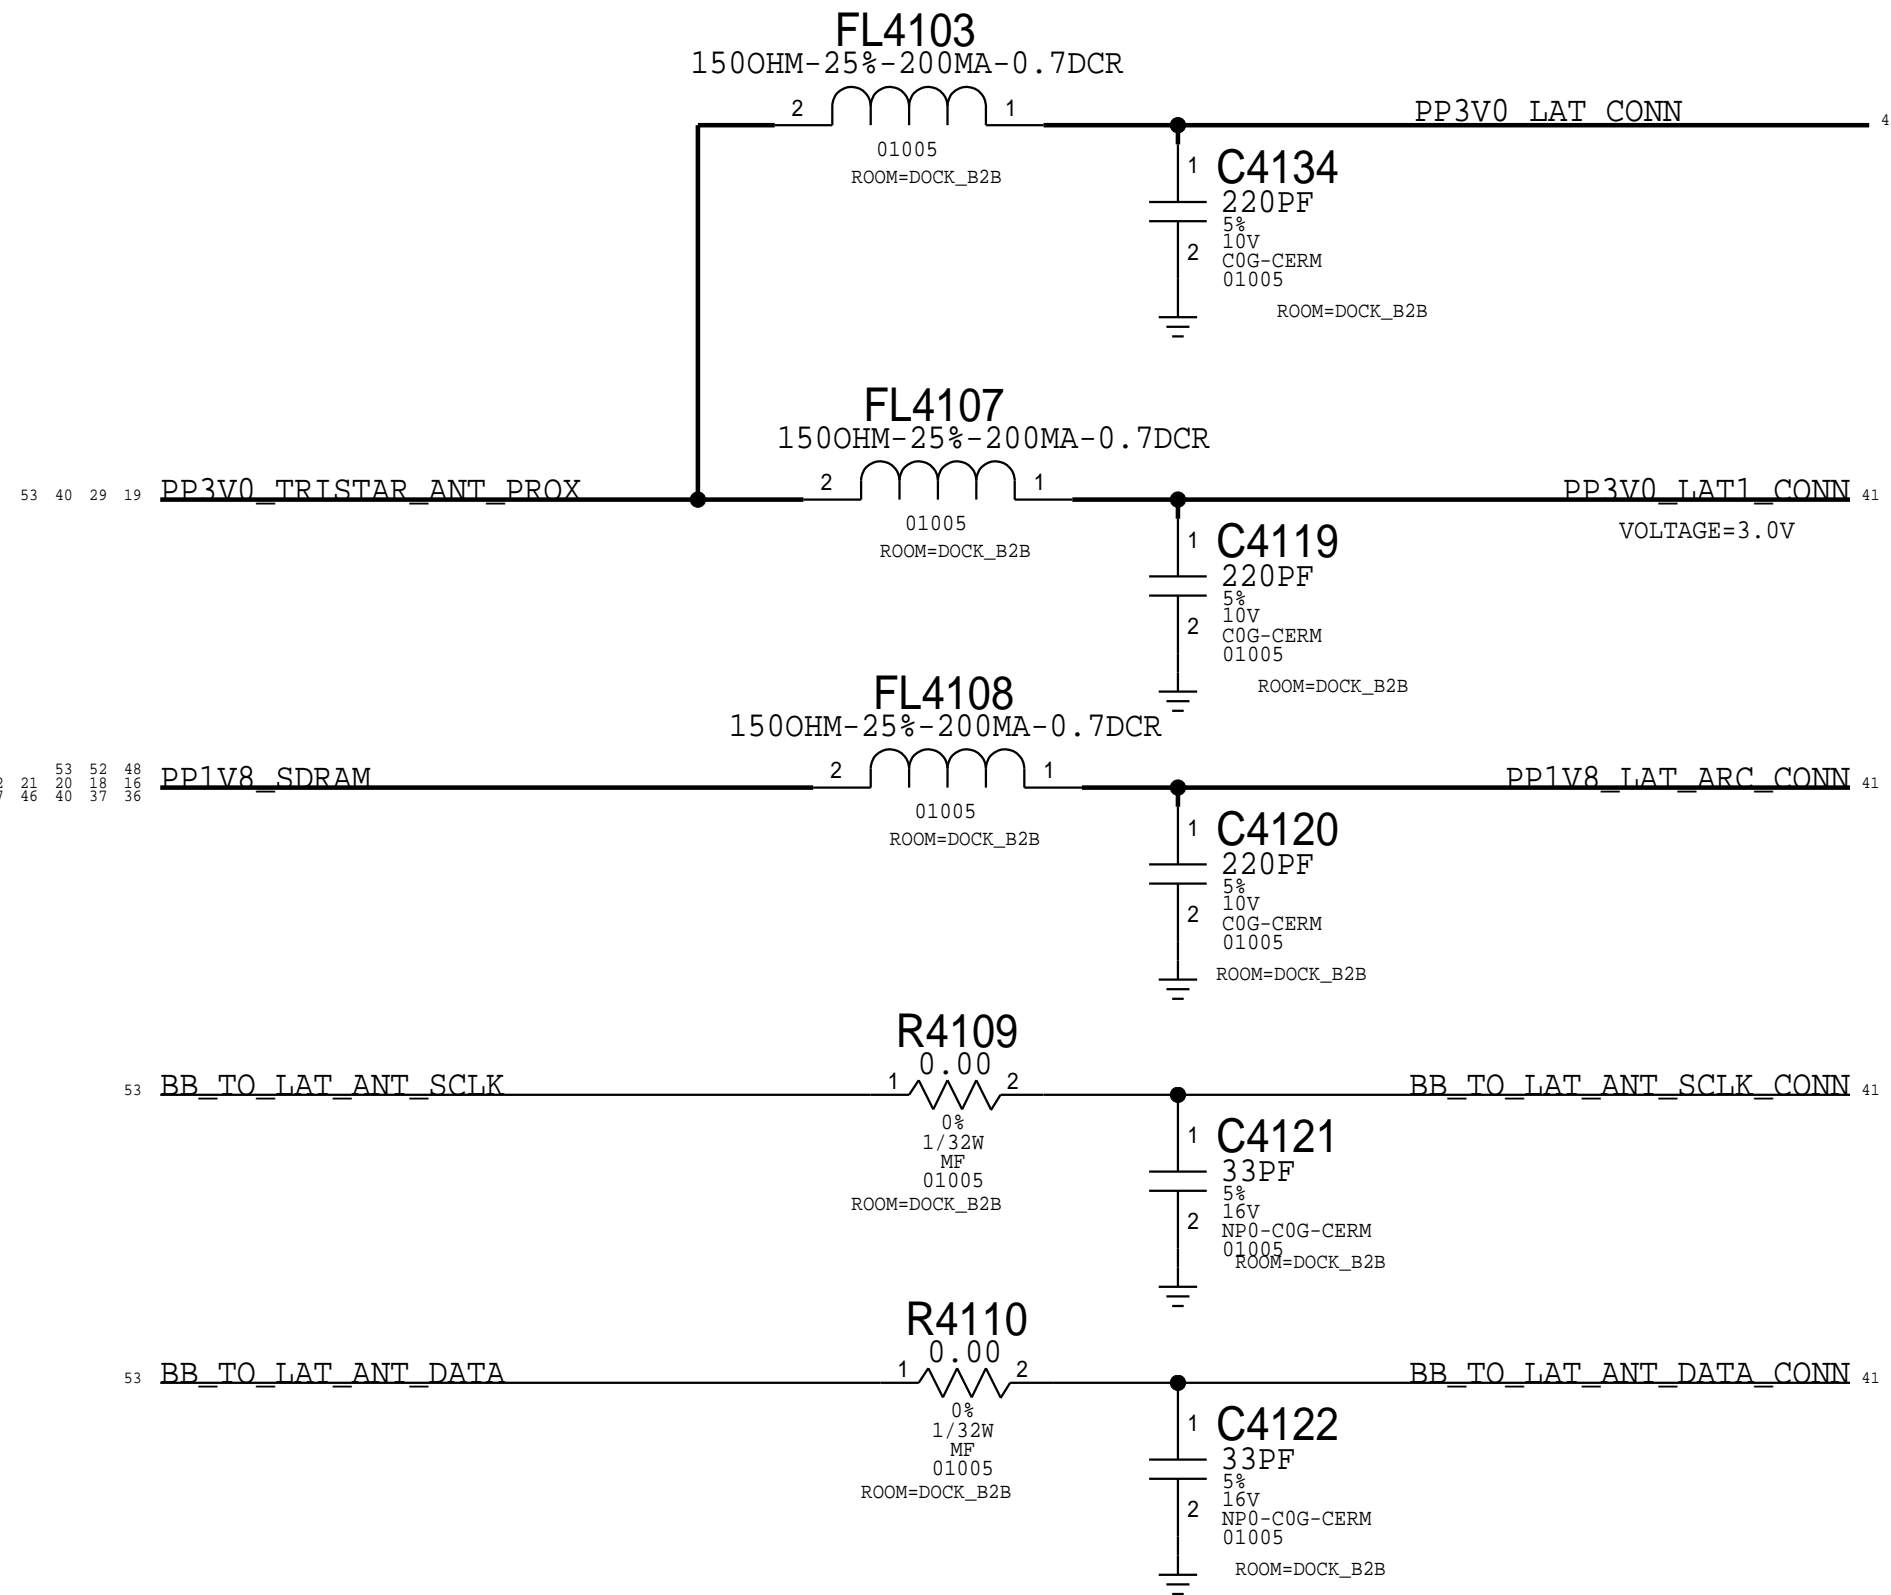 FL4103
150OHM-25%-200MA-0.7DCR
2
1
01005
ROOM=DOCK_B2B
PP3V0_LAT_CONN
4
1
C4134
220PF
5%
10V
C0G-CERM
01005
2
ROOM=DOCK_B2B
FL4107
150OHM-25%-200MA-0.7DCR
53 40 29 19 PP3V0_TRISTAR_ANT_PROX
2
1
01005
ROOM=DOCK_B2B
PP3V0_LAT1_CONN 41
VOLTAGE=3.0V
1
C4119
220PF
5%
10V
C0G-CERM
01005
2
ROOM=DOCK_B2B
FL4108
150OHM-25%-200MA-0.7DCR
53 52 48
21 20 18 16
46 40 37 36
PP1V8_SDRAM
2
1
01005
ROOM=DOCK_B2B
PP1V8_LAT_ARC_CONN 41
1
C4120
220PF
5%
10V
C0G-CERM
01005
2
ROOM=DOCK_B2B
R4109
0.00
53 BB_TO_LAT_ANT_SCLK
1
2
0%
1/32W
MF
01005
ROOM=DOCK_B2B
BB_TO_LAT_ANT_SCLK_CONN 41
1
C4121
33PF
5%
16V
NP0-C0G-CERM
01005
2
ROOM=DOCK_B2B
R4110
0.00
53 BB_TO_LAT_ANT_DATA
1
2
0%
1/32W
MF
01005
ROOM=DOCK_B2B
BB_TO_LAT_ANT_DATA_CONN 41
1
C4122
33PF
5%
16V
NP0-C0G-CERM
01005
2
ROOM=DOCK_B2B